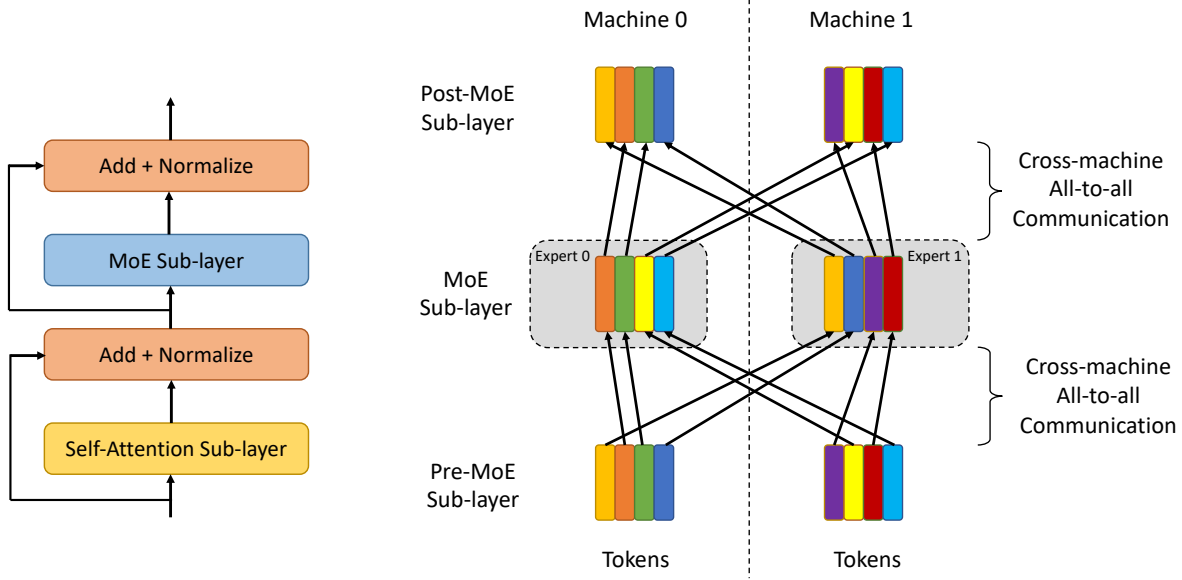 Add + Normalize
MoE Sub-layer
Add + Normalize
Self-Attention Sub-layer
Machine 0
Machine 1
Post-MoE
Sub-layer
Cross-machine
All-to-all
Communication
Expert 0
Expert 1
MoE
Sub-layer
Cross-machine
All-to-all
Communication
Pre-MoE
Sub-layer
Tokens
Tokens